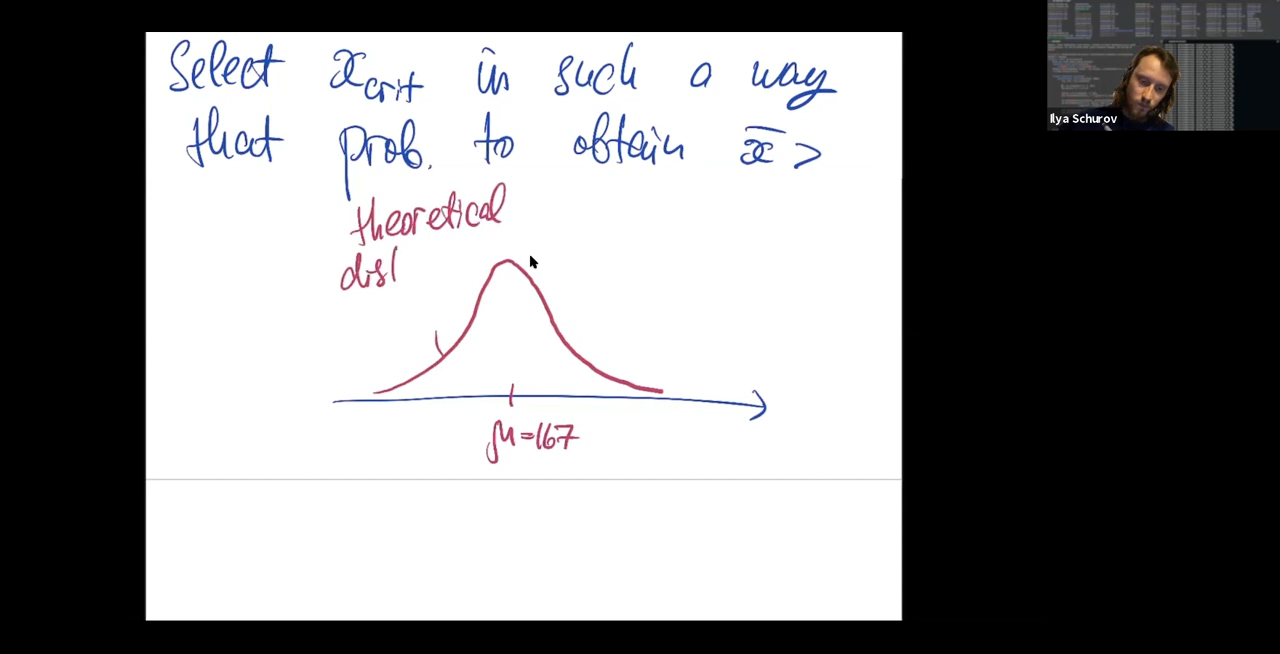 Select x_crit in such a way
that prob. to obtain x̄ >
theoretical
dist
μ=167
Ilya Schurov